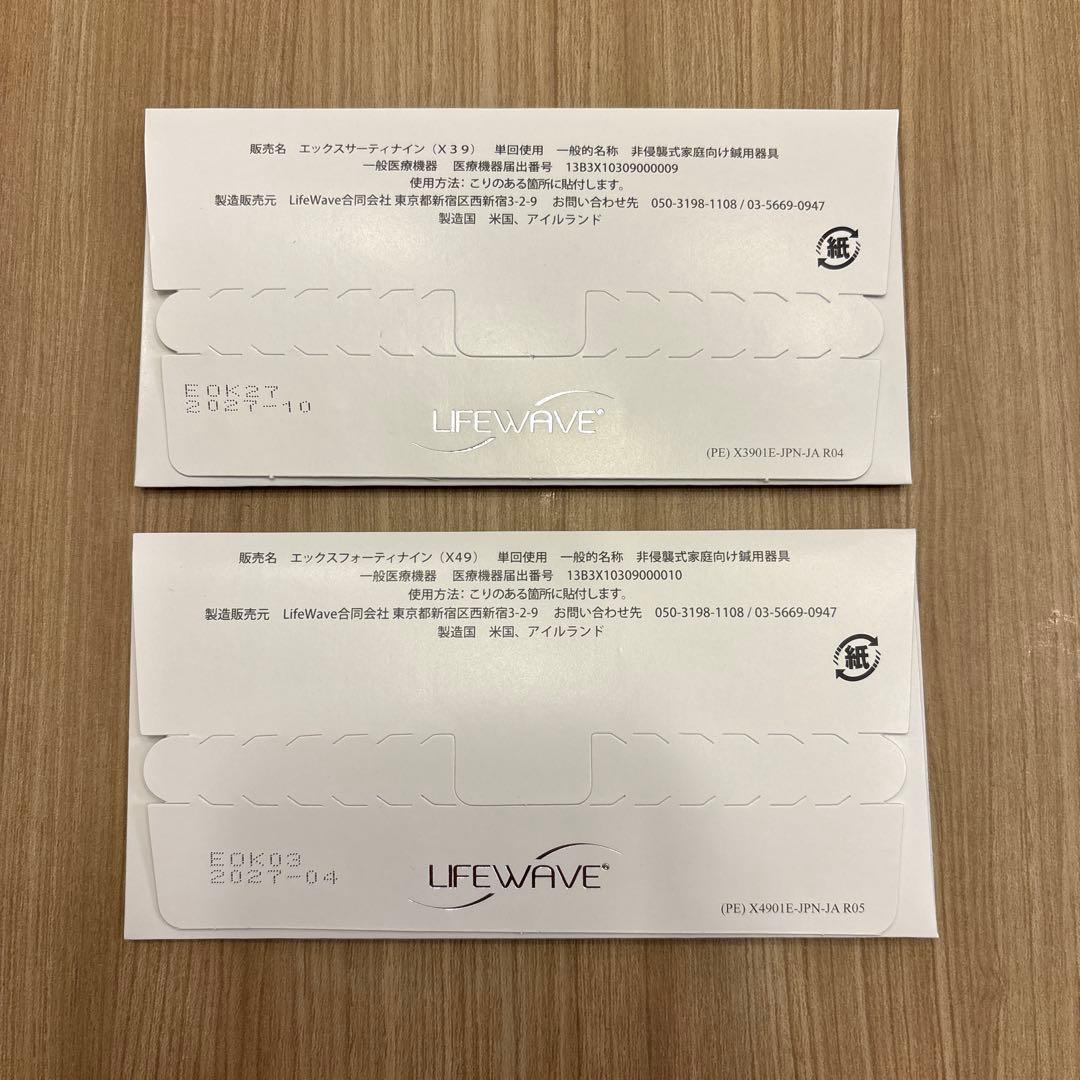 販売名 エックスサーティナイン（X39） 単回使用 一般的名称 非侵襲式家庭向け鍼用器具
一般医療機器 医療機器届出番号 13B3X10309000009
使用方法: こりのある箇所に貼付します。
製造販売元 LifeWave合同会社 東京都新宿区西新宿3-2-9 お問い合わせ先 050-3198-1108 / 03-5669-0947
製造国 米国、アイルランド
紙
EOK27
2027-10
LIFEWAVE®
(PE) X3901E-JPN-JA R04
販売名 エックスフォーティナイン（X49） 単回使用 一般的名称 非侵襲式家庭向け鍼用器具
一般医療機器 医療機器届出番号 13B3X10309000010
使用方法: こりのある箇所に貼付します。
製造販売元 LifeWave合同会社 東京都新宿区西新宿3-2-9 お問い合わせ先 050-3198-1108 / 03-5669-0947
製造国 米国、アイルランド
紙
EOK03
2027-04
LIFEWAVE®
(PE) X4901E-JPN-JA R05